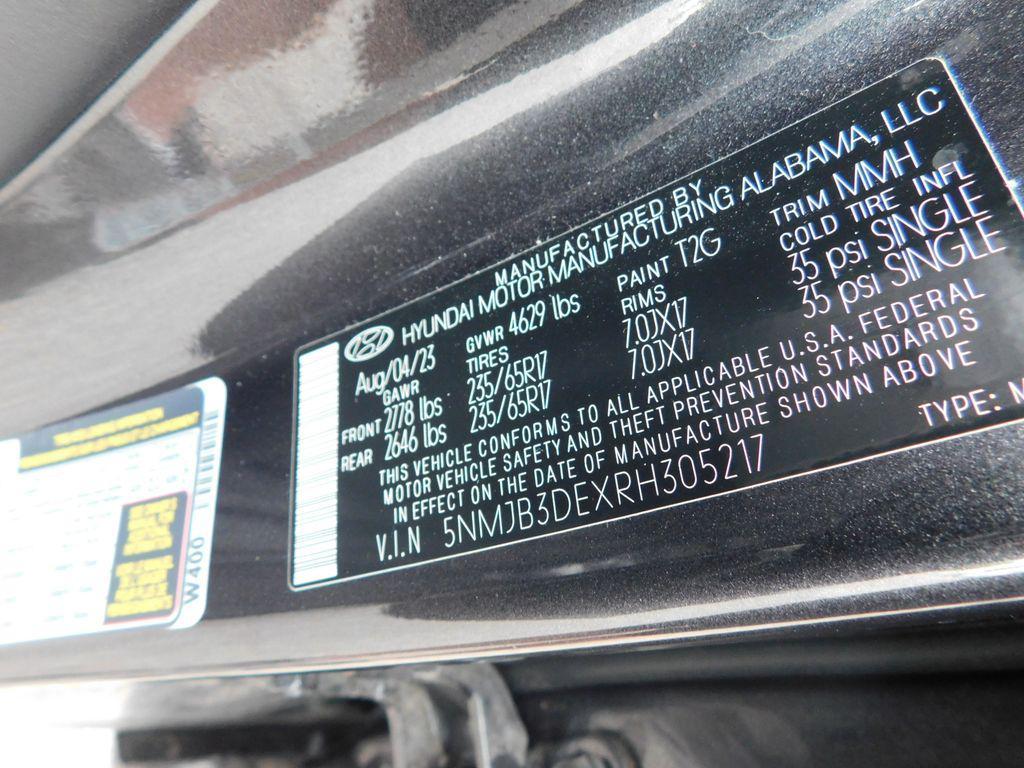 MANUFACTURED BY
HYUNDAI MOTOR MANUFACTURING ALABAMA, LLC
Aug/04/23 GVWR 4629 lbs PAINT T2G TRIM MMH
GAWR TIRES RIMS COLD TIRE INFL
FRONT 2778 lbs 235/65R17 7.0JX17 35 psi SINGLE
REAR 2646 lbs 235/65R17 7.0JX17 35 psi SINGLE
THIS VEHICLE CONFORMS TO ALL APPLICABLE U.S.A. FEDERAL
MOTOR VEHICLE SAFETY AND THEFT PREVENTION STANDARDS
IN EFFECT ON THE DATE OF MANUFACTURE SHOWN ABOVE
V.I.N 5NMJB3DEXRH305217 TYPE: M
W400